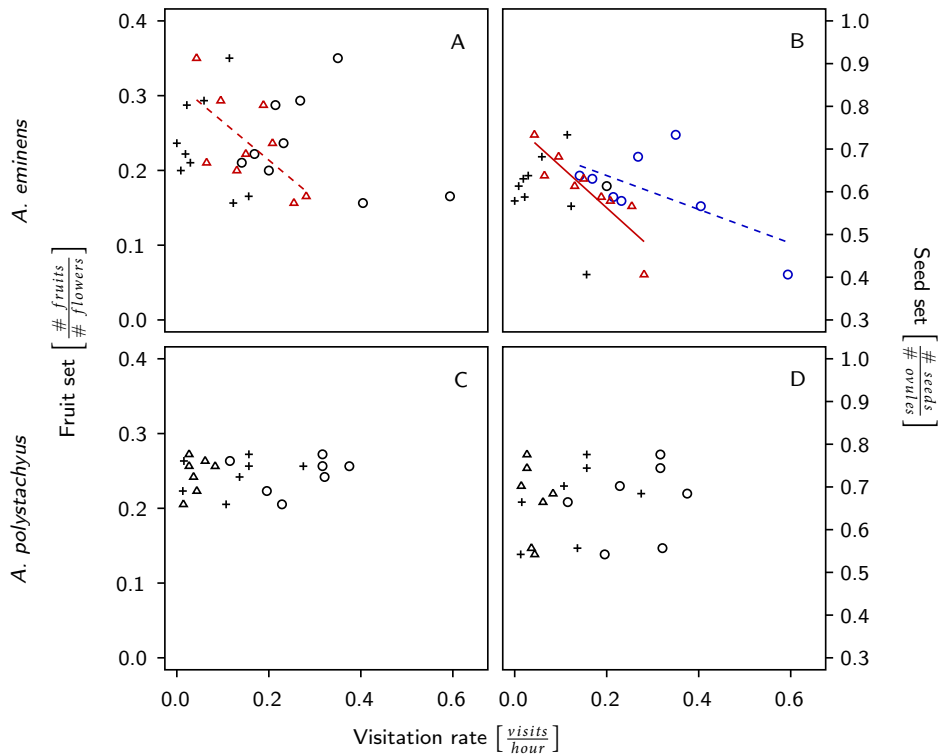 A
B
0.4
0.3
0.2
0.1
0.0
1.0
0.9
0.8
0.7
0.6
0.5
0.4
0.3
A. eminens
C
D
0.4
0.3
0.2
0.1
0.0
1.0
0.9
0.8
0.7
0.6
0.5
0.4
0.3
A. polystachyus
Fruit set [# fruits / # flowers]
Seed set [# seeds / # ovules]
0.0 0.2 0.4 0.6
0.0 0.2 0.4 0.6
Visitation rate [visits / hour]